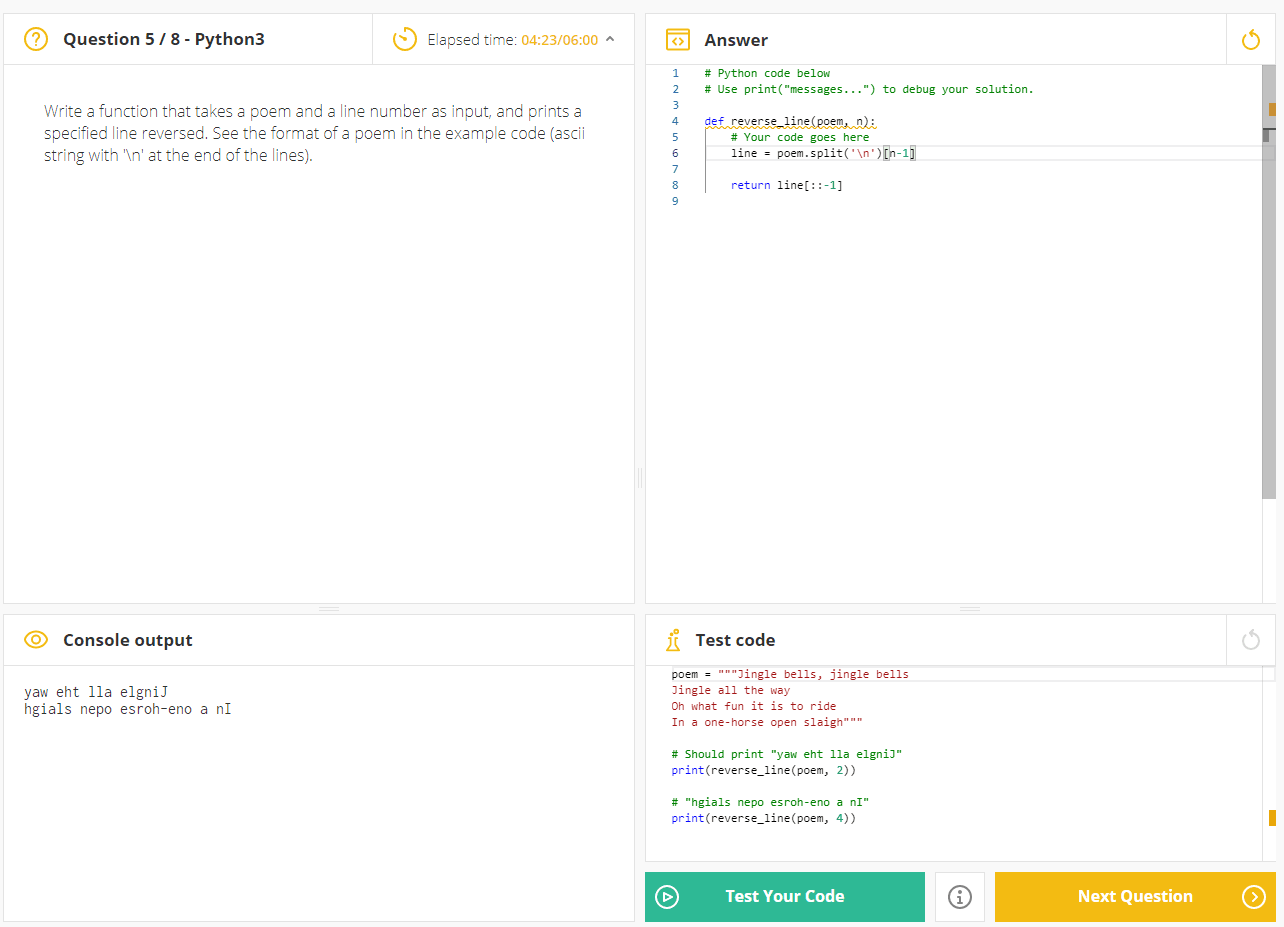 Question 5 / 8 - Python3
Elapsed time: 04:23/06:00
Write a function that takes a poem and a line number as input, and prints a
specified line reversed. See the format of a poem in the example code (ascii
string with '\n' at the end of the lines).
Answer
1 # Python code below
2 # Use print("messages...") to debug your solution.
3
4 def reverse_line(poem, n):
5     # Your code goes here
6     line = poem.split('\n')[n-1]
7
8     return line[::-1]
9
Console output
yaw eht lla elgniJ
hgials nepo esroh-eno a nI
Test code
poem = """Jingle bells, jingle bells
Jingle all the way
Oh what fun it is to ride
In a one-horse open slaigh"""
# Should print "yaw eht lla elgniJ"
print(reverse_line(poem, 2))
# "hgials nepo esroh-eno a nI"
print(reverse_line(poem, 4))
Test Your Code
Next Question